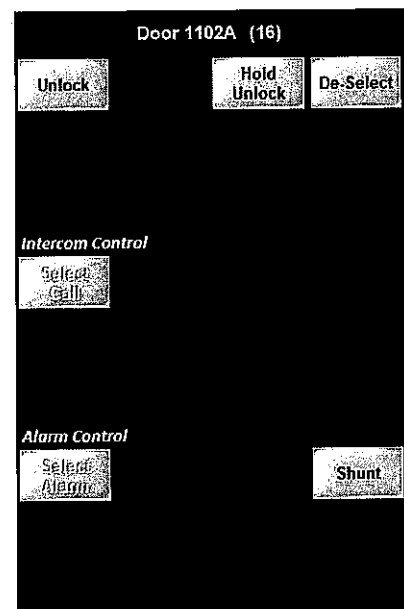 Door 1102A (16)
Unlock
Hold
Unlock
De-Select
Intercom Control
Select
Call
Alarm Control
Select
Alarm
Shunt